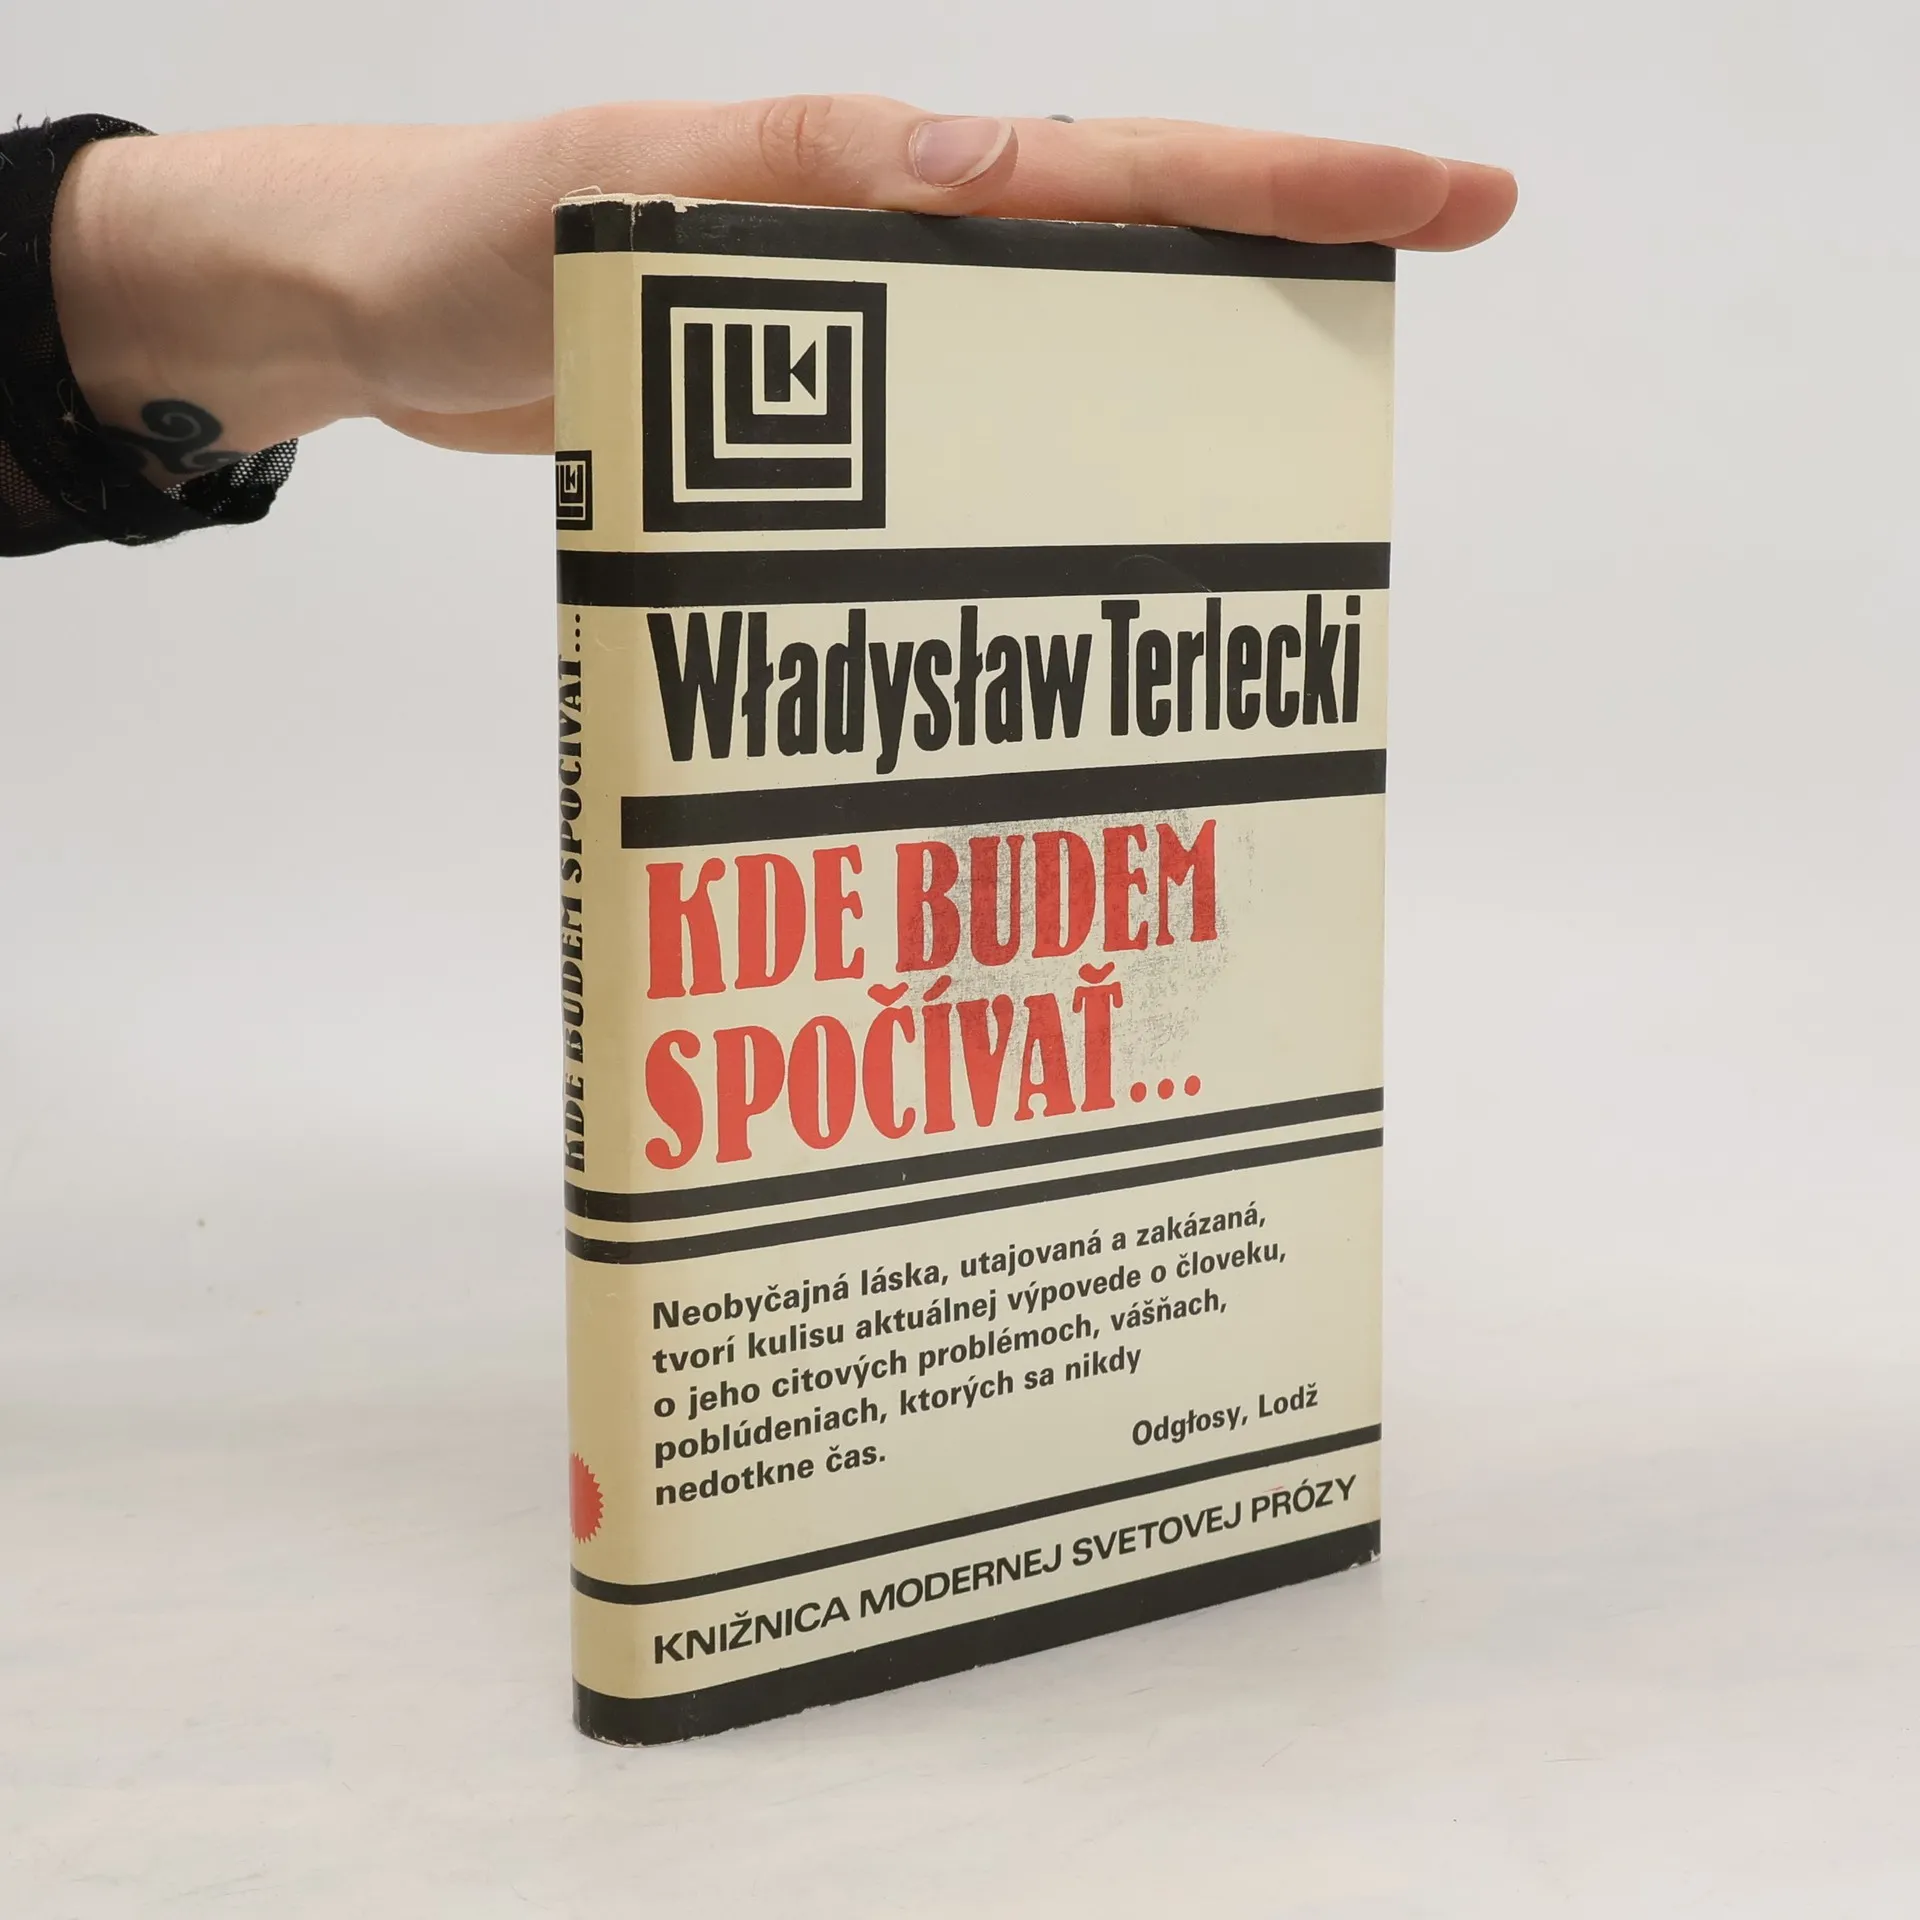 Władysław Terlecki
KDE BUDEM
SPOČÍVAŤ...
Neobyčajná láska, utajovaná a zakázaná,
tvorí kulisu aktuálnej výpovede o človeku,
o jeho citových problémoch, vášňach,
poblúdeniach, ktorých sa nikdy
nedotkne čas.
Odgłosy, Lodž
KNIŽNICA MODERNEJ SVETOVEJ PRÓZY
KDE BUDEM SPOČÍVAŤ...